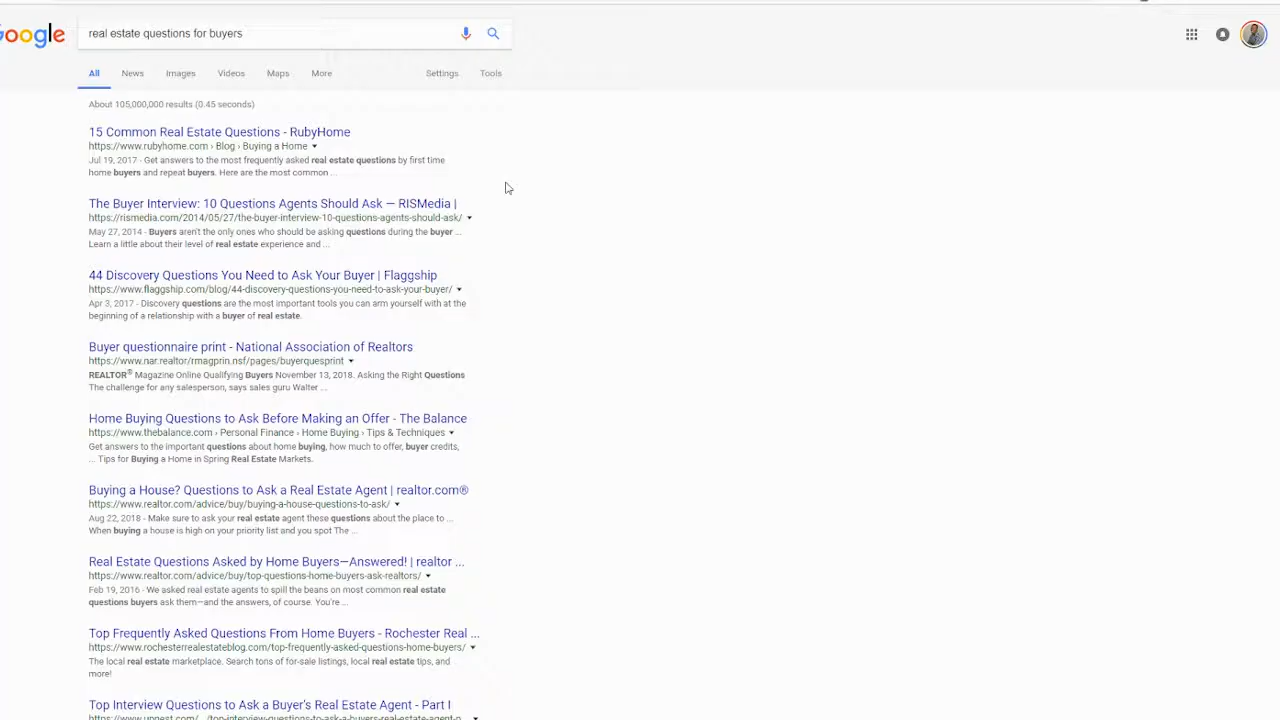 oogle
real estate questions for buyers
All News Images Videos Maps More Settings Tools
About 105,000,000 results (0.45 seconds)
15 Common Real Estate Questions - RubyHome
https://www.rubyhome.com › Blog › Buying a Home
Jul 19, 2017 - Get answers to the most frequently asked real estate questions by first time
home buyers and repeat buyers. Here are the most common ...
The Buyer Interview: 10 Questions Agents Should Ask — RISMedia |
https://rismedia.com/2014/05/27/the-buyer-interview-10-questions-agents-should-ask/
May 27, 2014 - Buyers aren't the only ones who should be asking questions during the buyer ...
Learn a little about their level of real estate experience and ...
44 Discovery Questions You Need to Ask Your Buyer | Flaggship
https://www.flaggship.com/blog/44-discovery-questions-you-need-to-ask-your-buyer/
Apr 3, 2017 - Discovery questions are the most important tools you can arm yourself with at the
beginning of a relationship with a buyer of real estate.
Buyer questionnaire print - National Association of Realtors
https://www.nar.realtor/rmagprin.nsf/pages/buyerquesprint
REALTOR® Magazine Online Qualifying Buyers November 13, 2018. Asking the Right Questions
The challenge for any salesperson, says sales guru Walter ...
Home Buying Questions to Ask Before Making an Offer - The Balance
https://www.thebalance.com › Personal Finance › Home Buying › Tips & Techniques
Get answers to the important questions about home buying, how much to offer, buyer credits,
... Tips for Buying a Home in Spring Real Estate Markets.
Buying a House? Questions to Ask a Real Estate Agent | realtor.com®
https://www.realtor.com/advice/buy/buying-a-house-questions-to-ask/
Aug 22, 2018 - Make sure to ask your real estate agent these questions about the place to ...
When buying a house is high on your priority list and you spot The ...
Real Estate Questions Asked by Home Buyers—Answered! | realtor ...
https://www.realtor.com/advice/buy/top-questions-home-buyers-ask-realtors/
Feb 19, 2016 - We asked real estate agents to spill the beans on most common real estate
questions buyers ask them—and the answers, of course. You're ...
Top Frequently Asked Questions From Home Buyers - Rochester Real ...
https://www.rochesterrealestateblog.com/top-frequently-asked-questions-home-buyers/
The local real estate marketplace. Search tons of for-sale listings, local real estate tips, and
more!
Top Interview Questions to Ask a Buyer's Real Estate Agent - Part I
https://www.upnest.com/.../top-interview-questions-to-ask-a-buyers-real-estate-agent-p...